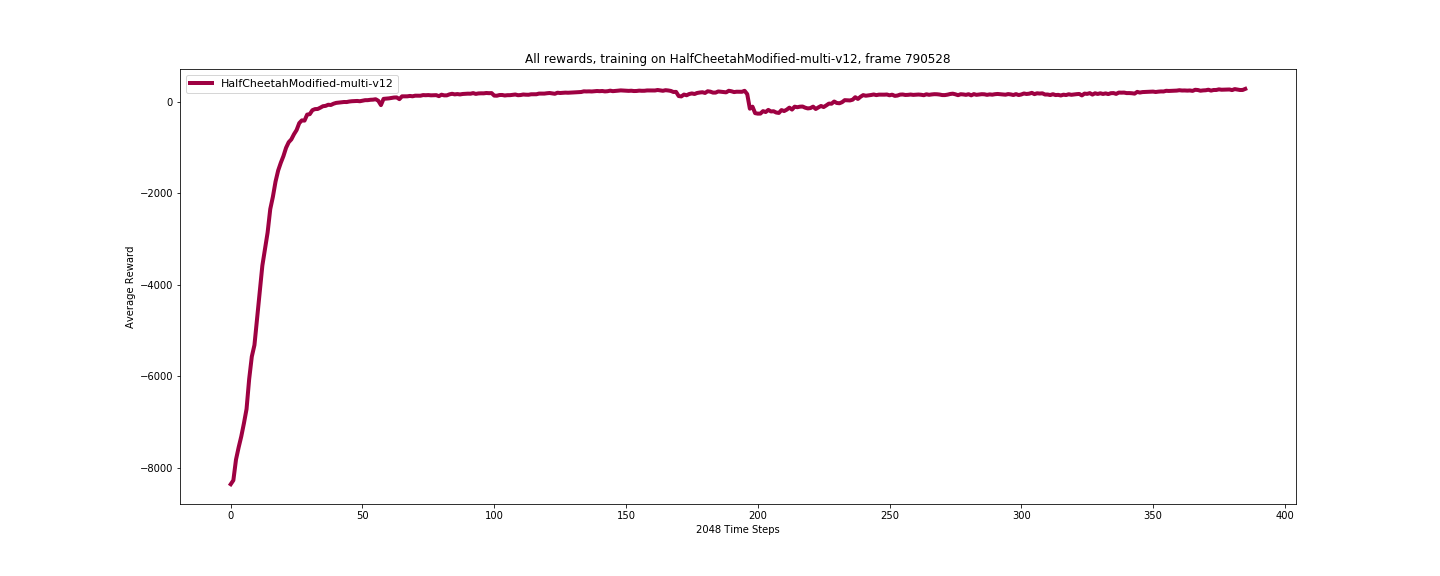 All rewards, training on HalfCheetahModified-multi-v12, frame 790528
HalfCheetahModified-multi-v12
0
−2000
−4000
−6000
−8000
Average Reward
0 50 100 150 200 250 300 350 400
2048 Time Steps